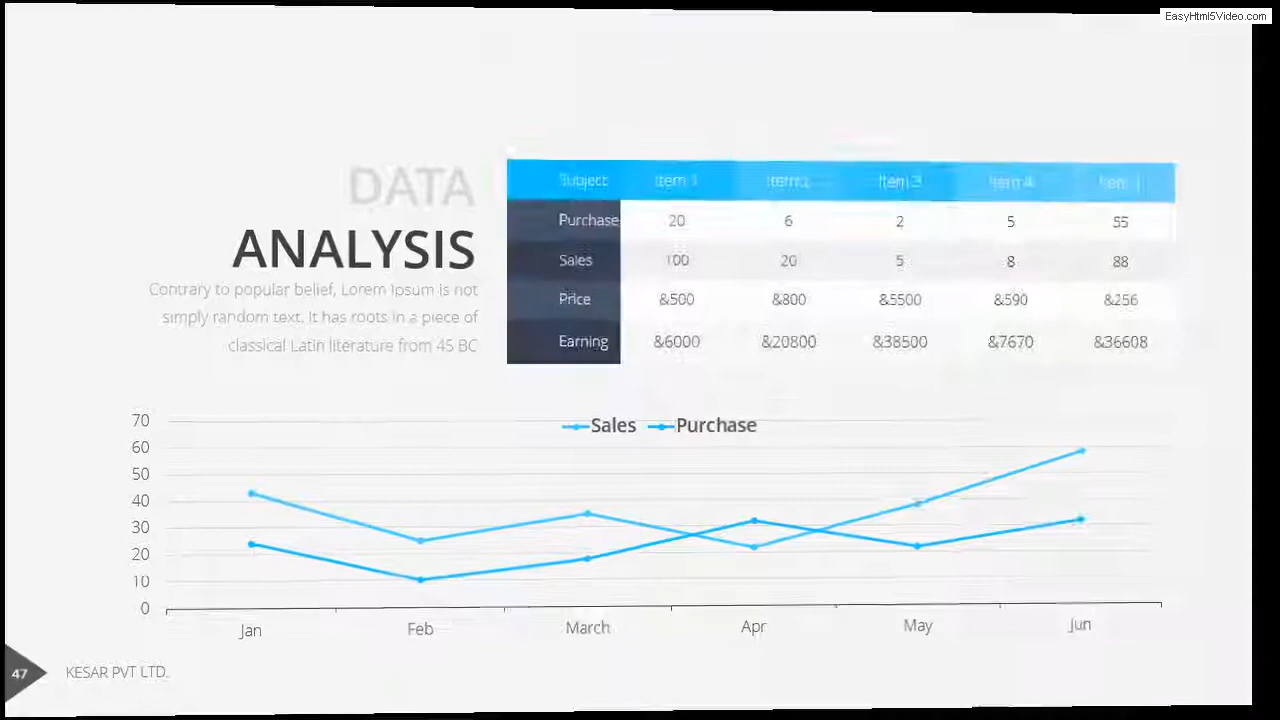 EasyHtml5Video.com
DATA
ANALYSIS
Contrary to popular belief, Lorem Ipsum is not
simply random text. It has roots in a piece of
classical Latin literature from 45 BC
Subject Item 1 Item 2 Item 3 Item 4 Item
Purchase 20 6 2 5 55
Sales 100 20 5 8 88
Price &500 &800 &5500 &590 &256
Earning &6000 &20800 &38500 &7670 &36608
Sales Purchase
70
60
50
40
30
20
10
0
Jan Feb March Apr May Jun
47 KESAR PVT LTD.